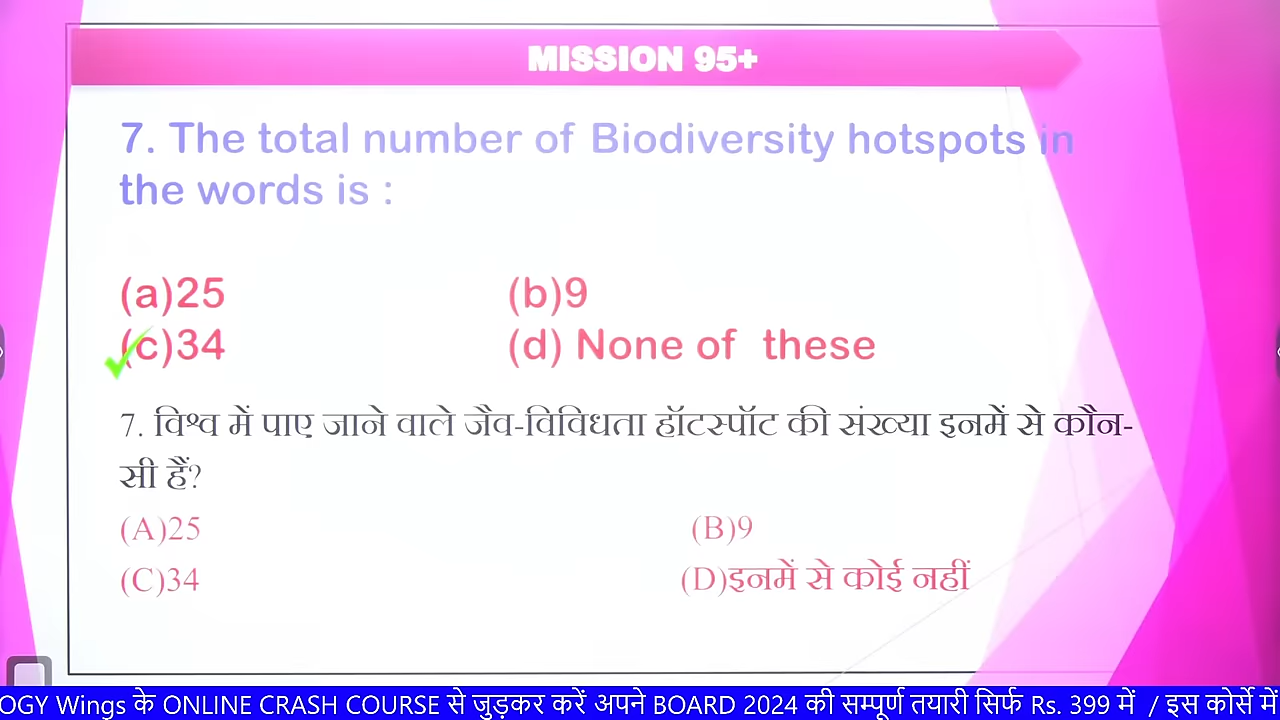 MISSION 95+
7. The total number of Biodiversity hotspots in
the words is :
(a)25 (b)9
(c)34 (d) None of these
7. विश्व में पाए जाने वाले जैव-विविधता हॉटस्पॉट की संख्या इनमें से कौन-
सी हैं?
(A)25 (B)9
(C)34 (D)इनमें से कोई नहीं
OGY Wings के ONLINE CRASH COURSE से जुड़कर करें अपने BOARD 2024 की सम्पूर्ण तयारी सिर्फ Rs. 399 में / इस कोर्से में